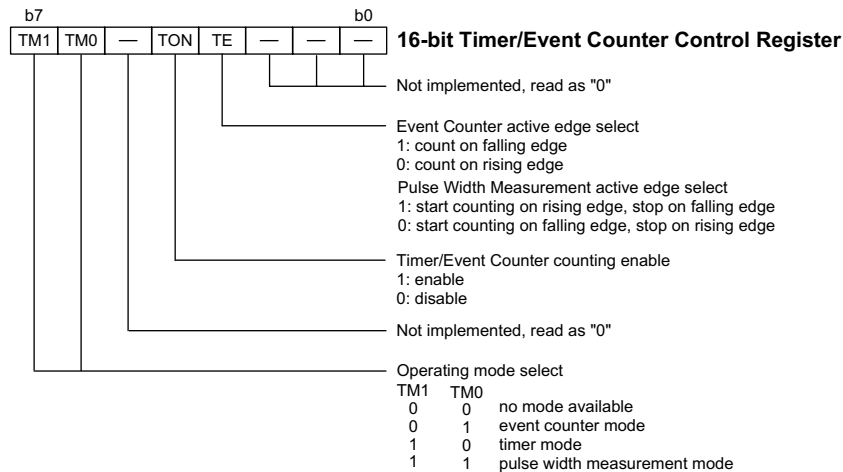 b7 b0
TM1 TM0 — TON TE — — —
16-bit Timer/Event Counter Control Register
Not implemented, read as "0"
Event Counter active edge select
1: count on falling edge
0: count on rising edge
Pulse Width Measurement active edge select
1: start counting on rising edge, stop on falling edge
0: start counting on falling edge, stop on rising edge
Timer/Event Counter counting enable
1: enable
0: disable
Not implemented, read as "0"
Operating mode select
TM1 TM0
0 0 no mode available
0 1 event counter mode
1 0 timer mode
1 1 pulse width measurement mode